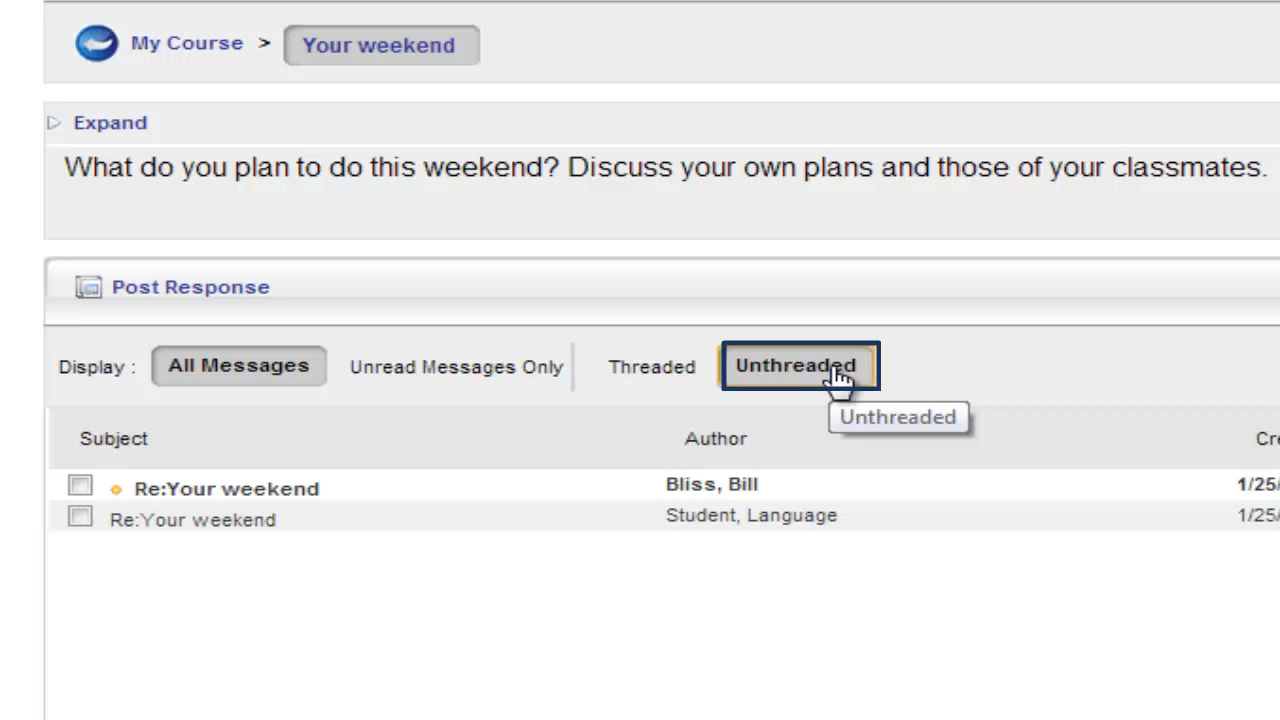 My Course > Your weekend
Expand
What do you plan to do this weekend? Discuss your own plans and those of your classmates.
Post Response
Display : All Messages Unread Messages Only Threaded Unthreaded
Unthreaded
Subject Author Cre
Re:Your weekend Bliss, Bill 1/25/
Re:Your weekend Student, Language 1/25/